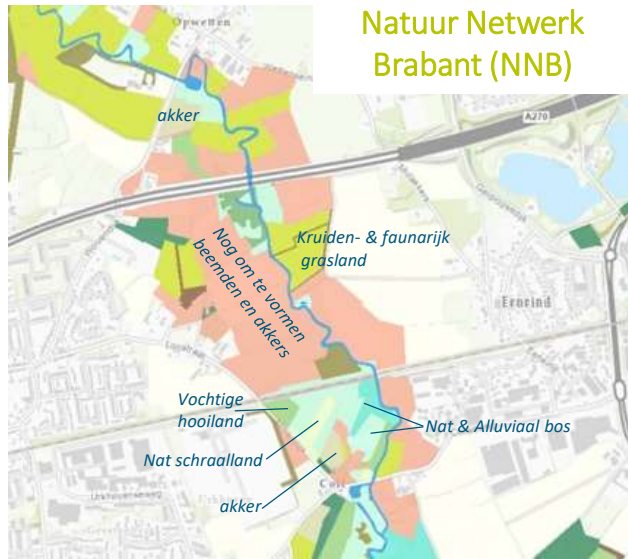 Natuur Netwerk
Brabant (NNB)
Opwetten
akker
A270
Kruiden- & faunarijk
grasland
Nog om te vormen
beemden en akkers
Eeneind
Vochtige
hooiland
Nat & Alluviaal bos
Nat schraalland
akker
Coll